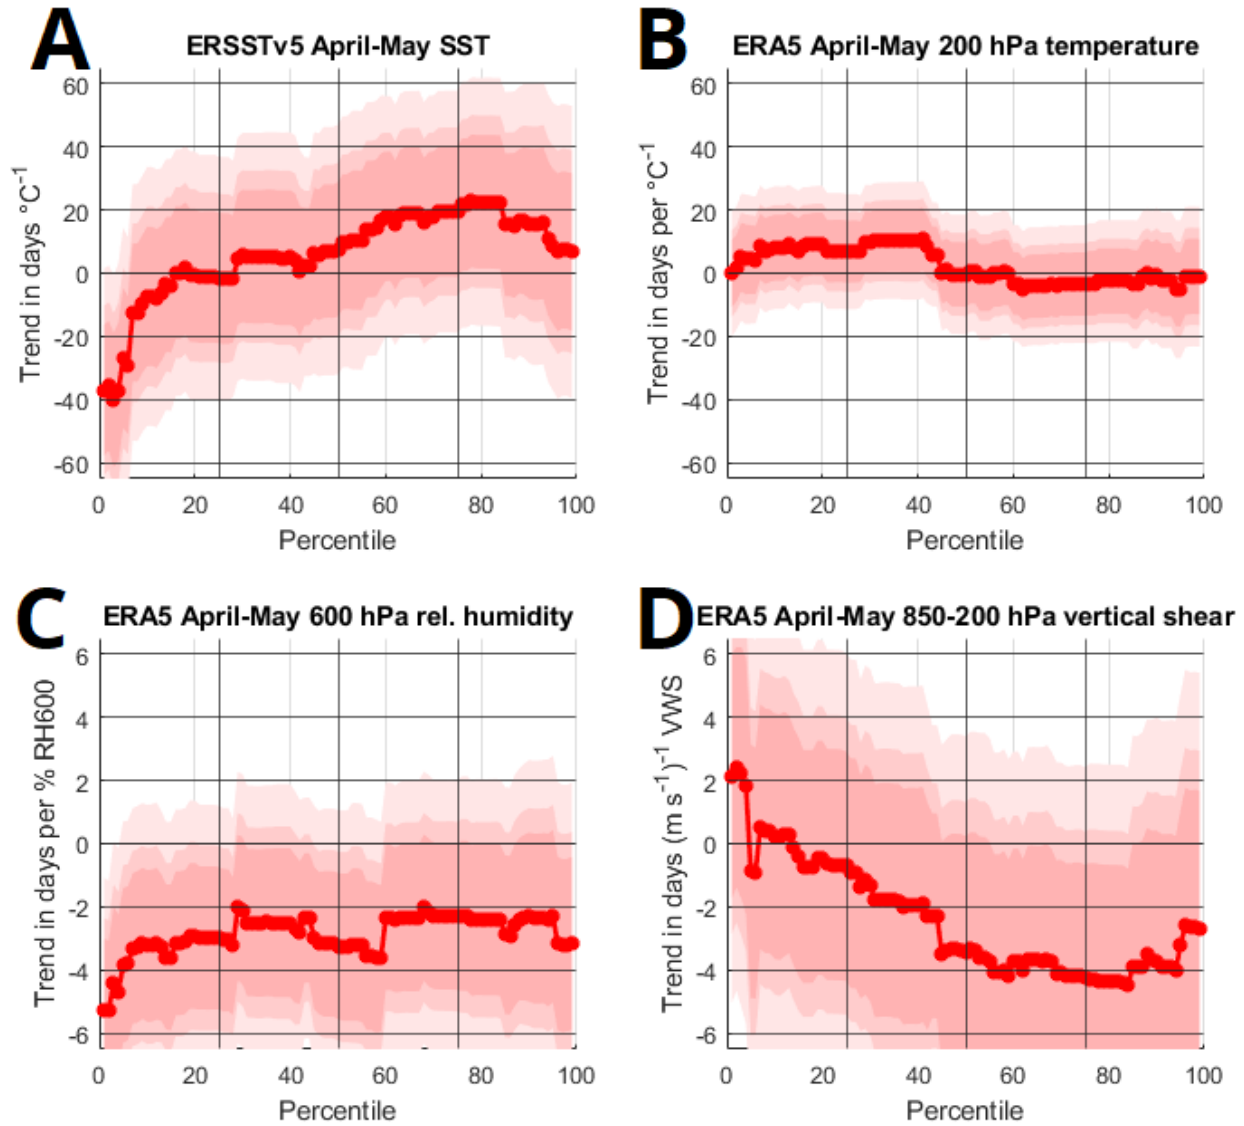 A
ERSSTv5 April-May SST
Trend in days °C-1
60
40
20
0
-20
-40
-60
0 20 40 60 80 100
Percentile
B
ERA5 April-May 200 hPa temperature
Trend in days per °C-1
60
40
20
0
-20
-40
-60
0 20 40 60 80 100
Percentile
C
ERA5 April-May 600 hPa rel. humidity
Trend in days per % RH600
6
4
2
0
-2
-4
-6
0 20 40 60 80 100
Percentile
D
ERA5 April-May 850-200 hPa vertical shear
Trend in days (m s-1)-1 VWS
6
4
2
0
-2
-4
-6
0 20 40 60 80 100
Percentile